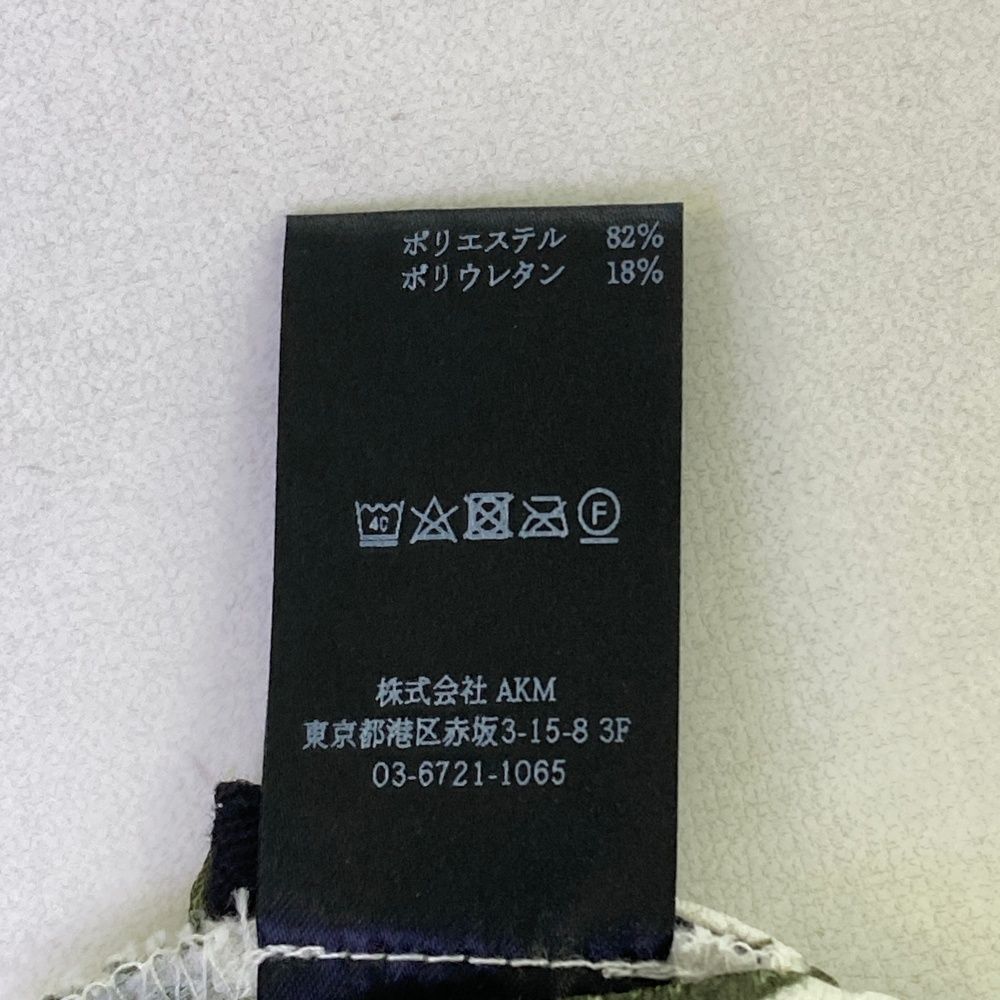 ポリエステル 82%
ポリウレタン 18%
40 F
株式会社 AKM
東京都港区赤坂3-15-8 3F
03-6721-1065